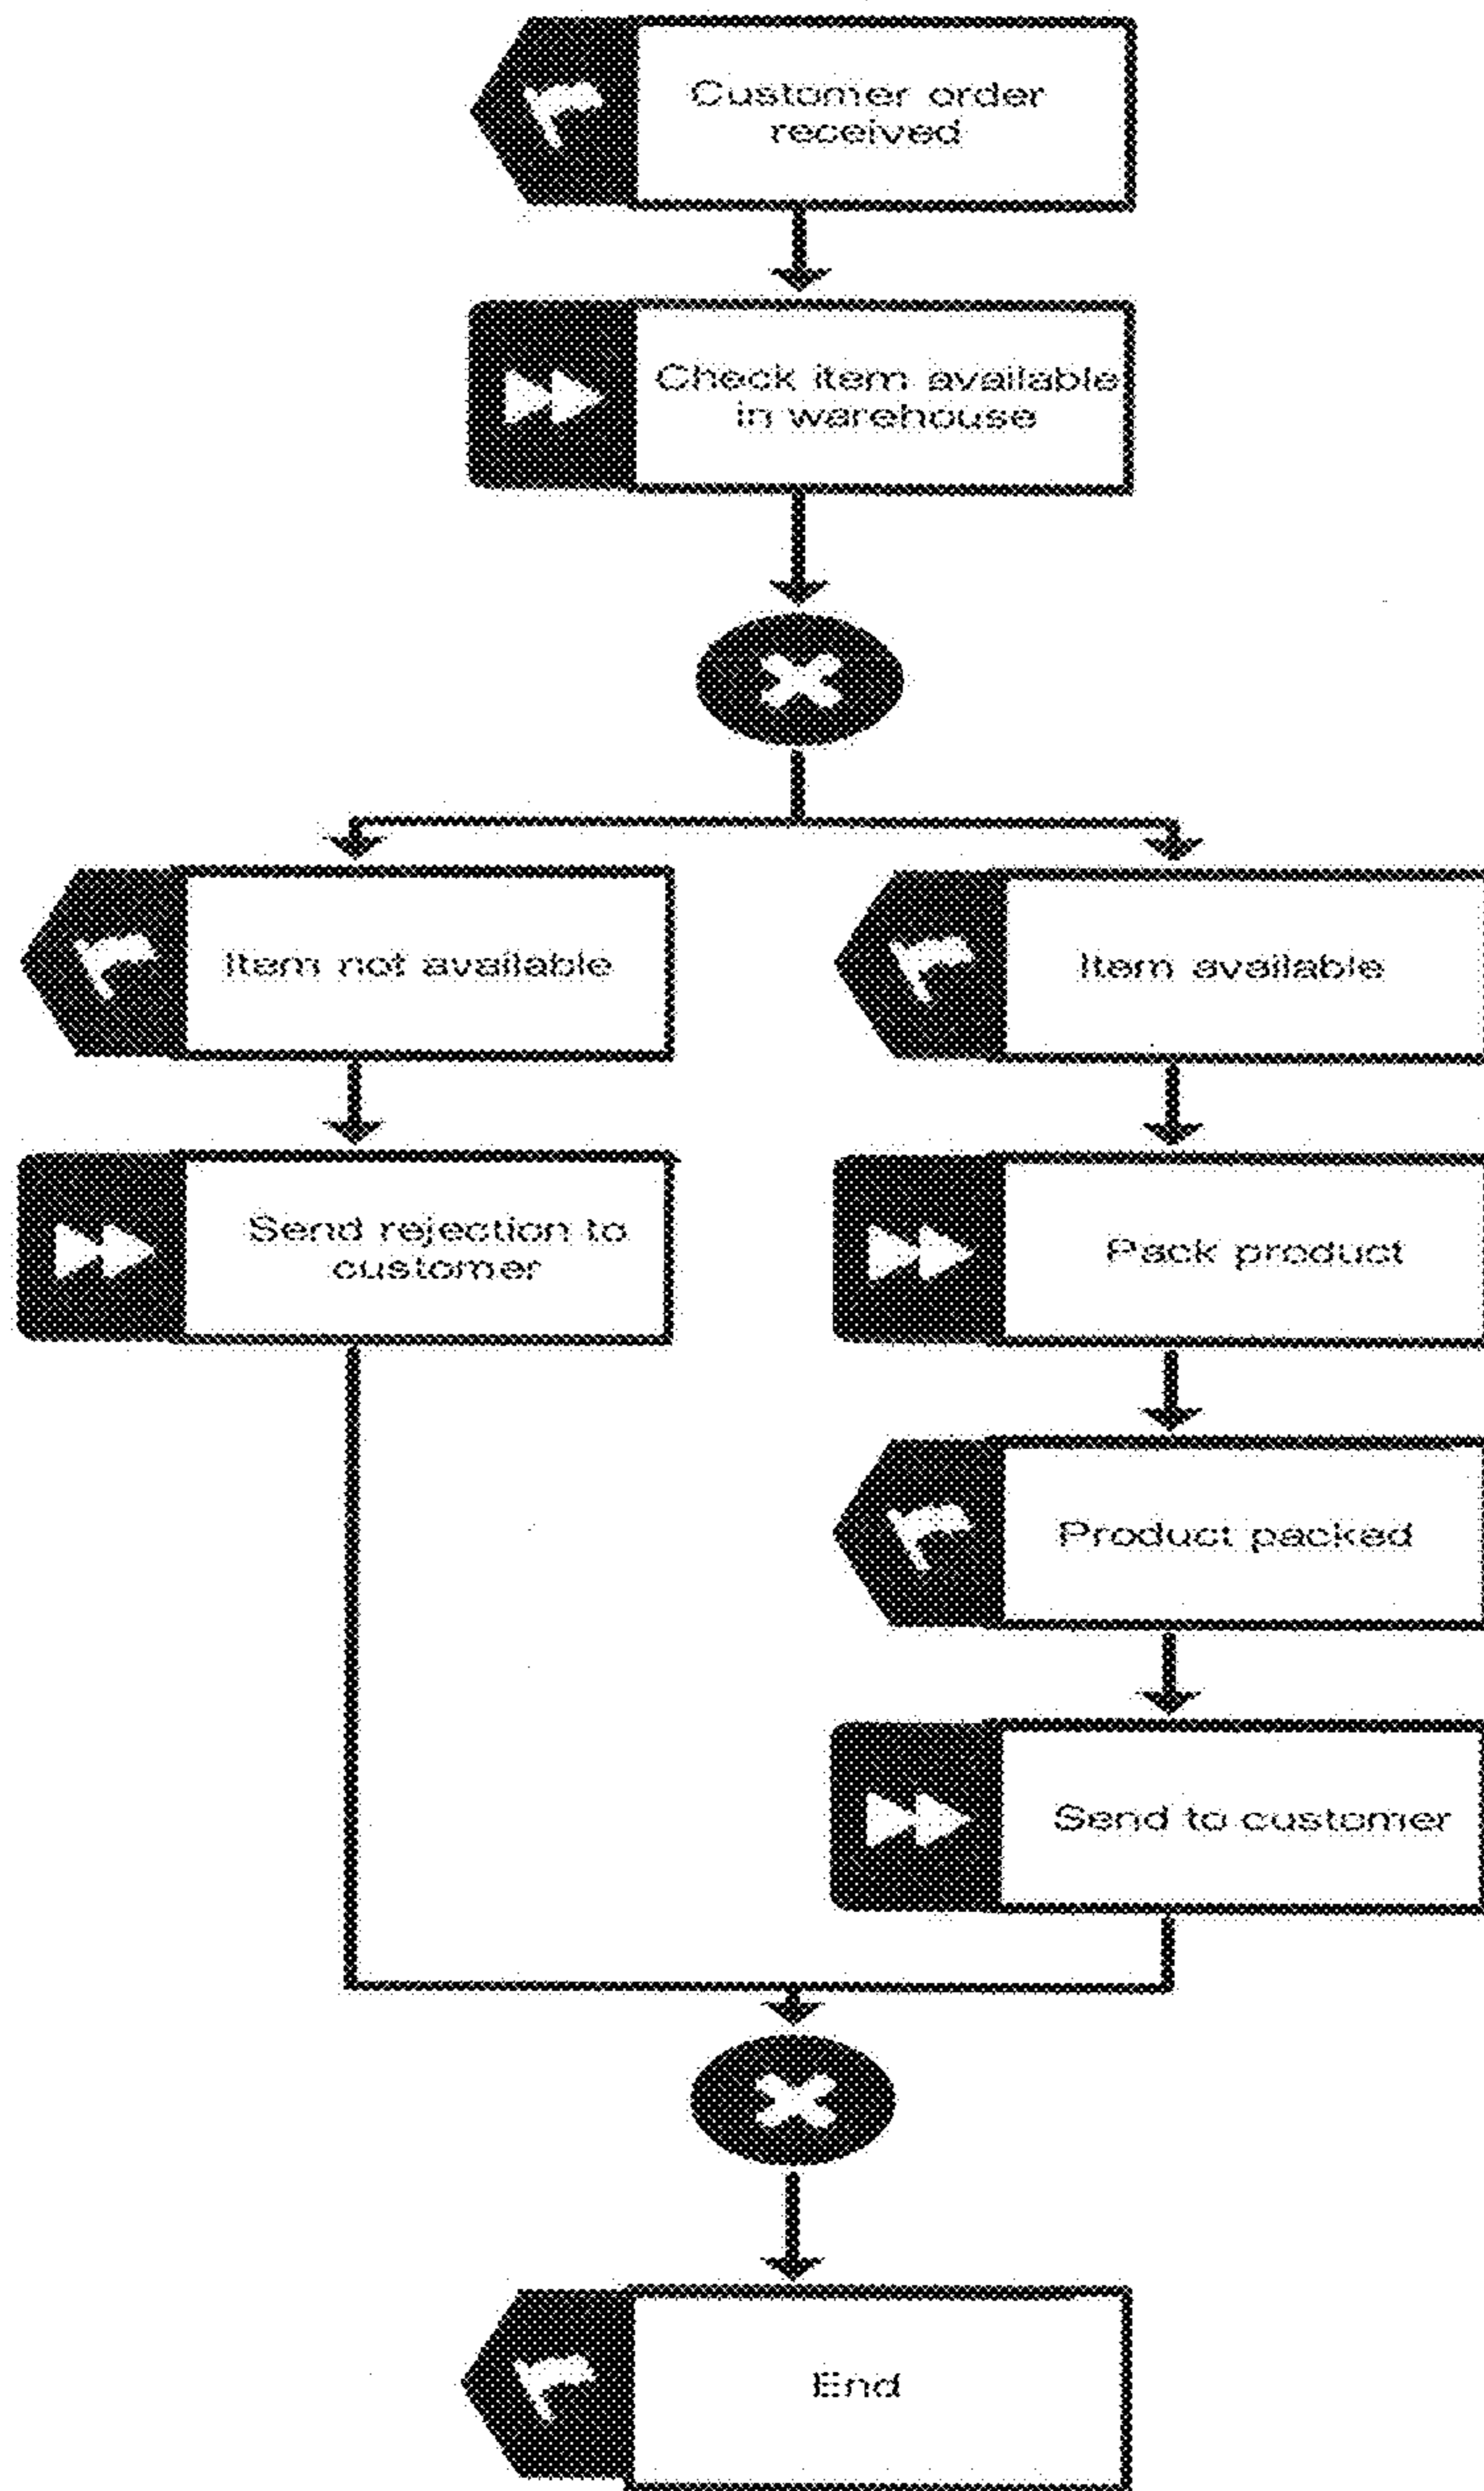 Customer order
received
Check item available
in warehouse
Item not available
Item available
Send rejection to
customer
Pack product
Product packed
Send to customer
End